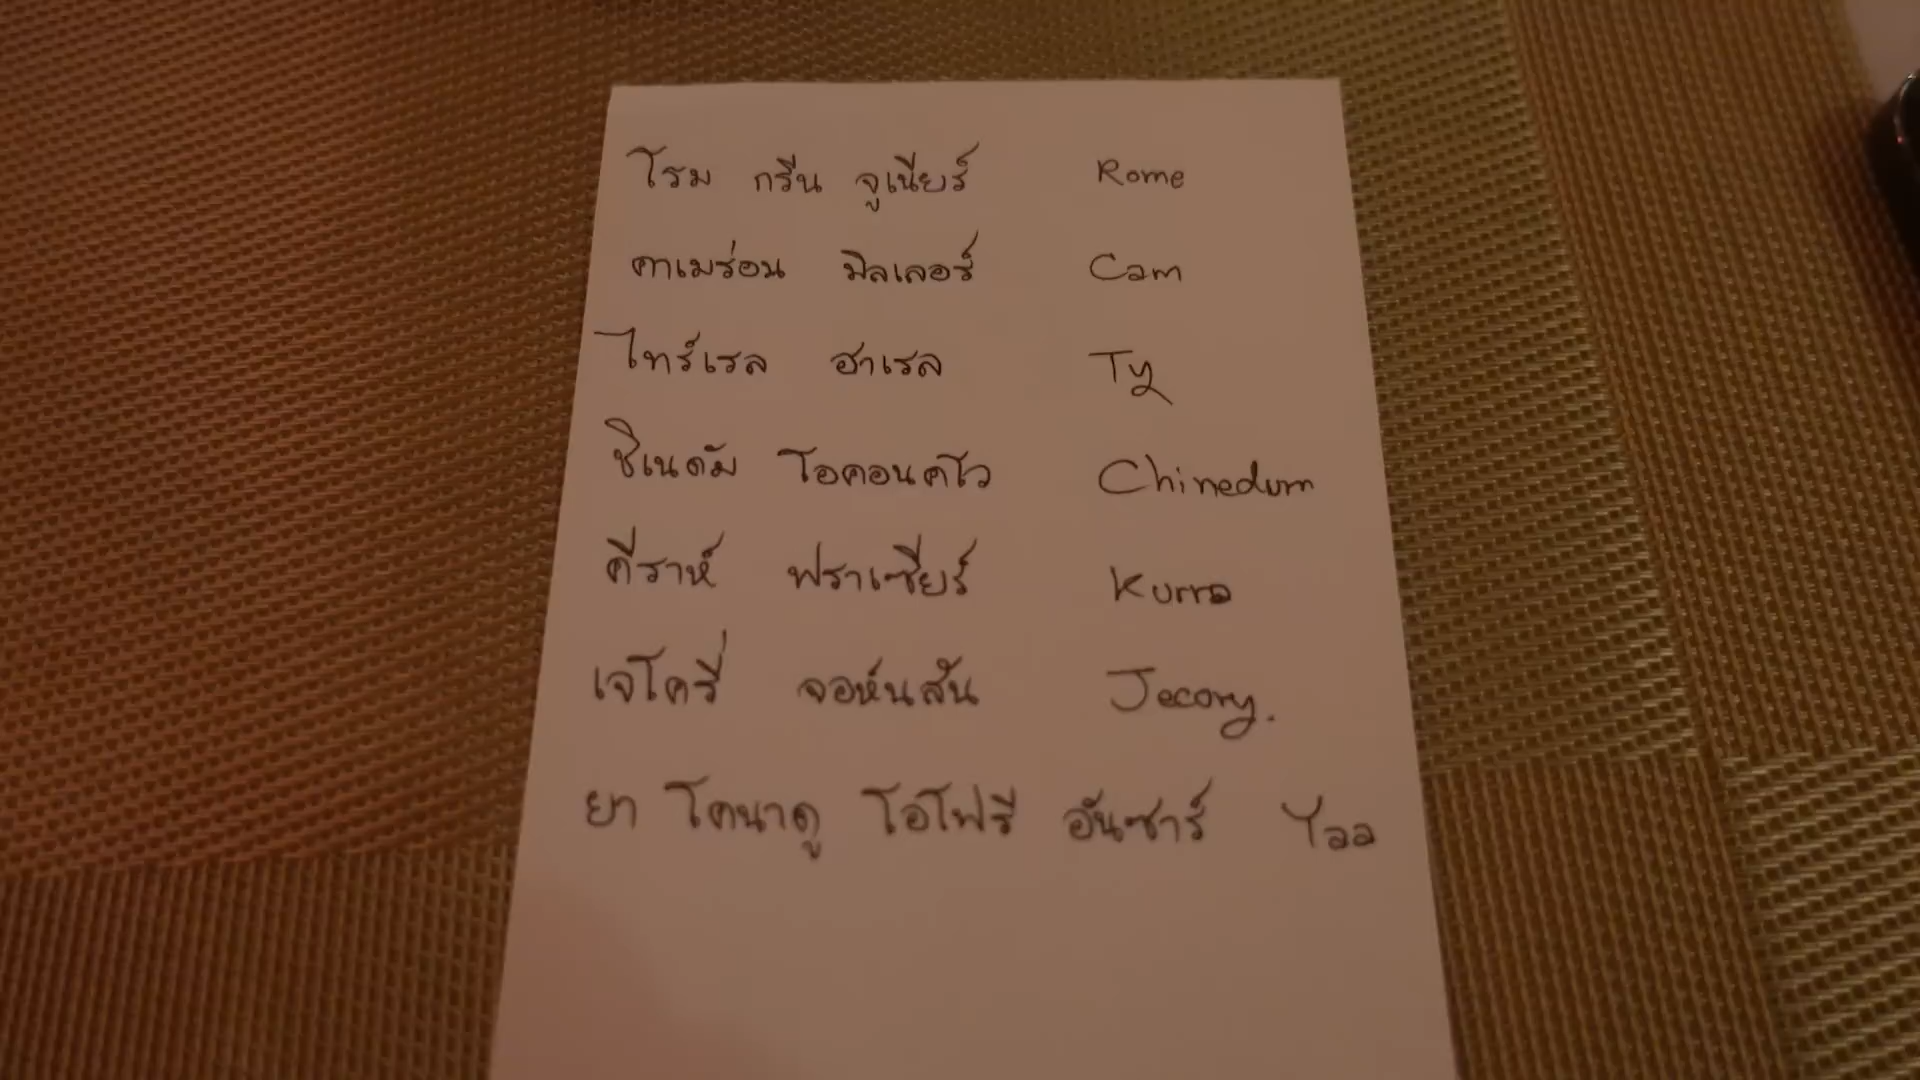 โรม กรีน จูเนียร์ Rome
คาเมร่อน มิลเลอร์ Cam
ไทร์เรล ฮาเรล Ty
ชิเนดัม โอคอนคโว Chinedum
คีราห์ ฟราเซียร์ Kurra
เจโครี่ จอห์นสัน Jecory.
ยา โคนาดู โอโฟรี อันซาร์ Yaa